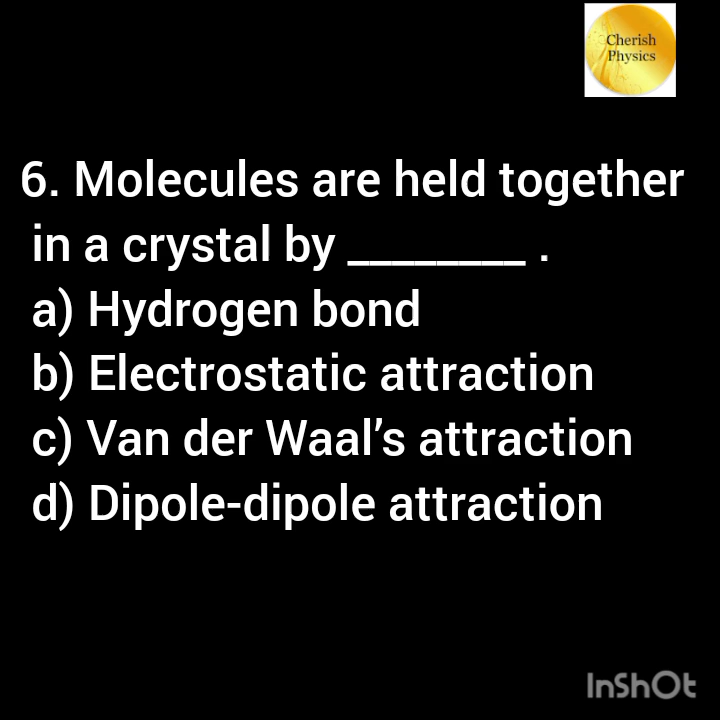 Cherish
Physics
6. Molecules are held together
in a crystal by ________ .
a) Hydrogen bond
b) Electrostatic attraction
c) Van der Waal’s attraction
d) Dipole-dipole attraction
InShOt